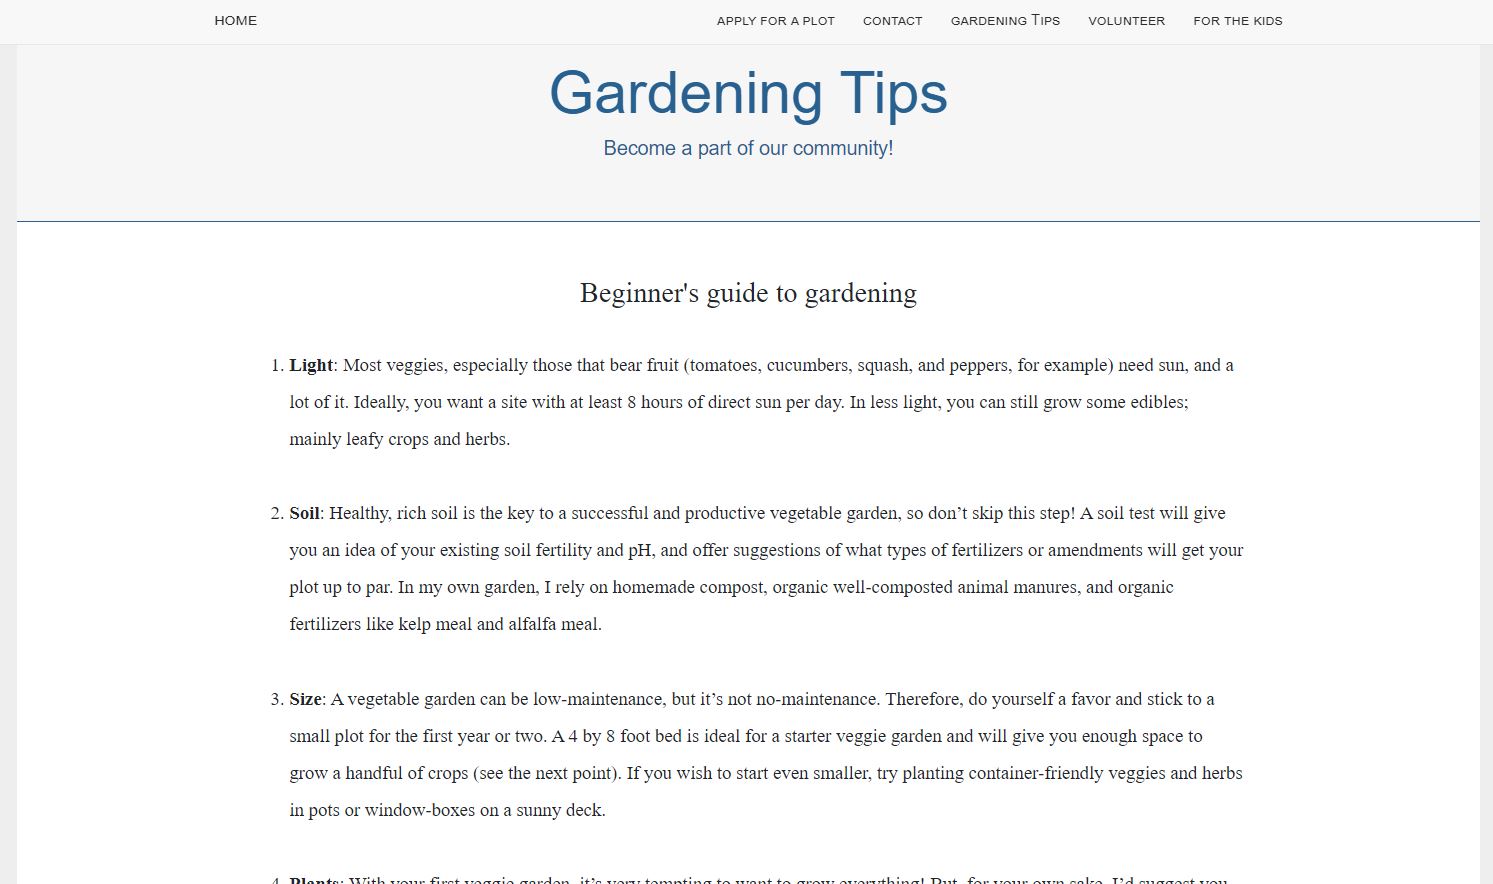 HOME APPLY FOR A PLOT CONTACT GARDENING TIPS VOLUNTEER FOR THE KIDS
Gardening Tips
Become a part of our community!
Beginner's guide to gardening
1. Light: Most veggies, especially those that bear fruit (tomatoes, cucumbers, squash, and peppers, for example) need sun, and a
lot of it. Ideally, you want a site with at least 8 hours of direct sun per day. In less light, you can still grow some edibles;
mainly leafy crops and herbs.
2. Soil: Healthy, rich soil is the key to a successful and productive vegetable garden, so don’t skip this step! A soil test will give
you an idea of your existing soil fertility and pH, and offer suggestions of what types of fertilizers or amendments will get your
plot up to par. In my own garden, I rely on homemade compost, organic well-composted animal manures, and organic
fertilizers like kelp meal and alfalfa meal.
3. Size: A vegetable garden can be low-maintenance, but it’s not no-maintenance. Therefore, do yourself a favor and stick to a
small plot for the first year or two. A 4 by 8 foot bed is ideal for a starter veggie garden and will give you enough space to
grow a handful of crops (see the next point). If you wish to start even smaller, try planting container-friendly veggies and herbs
in pots or window-boxes on a sunny deck.
4. Plants: With your first veggie garden, it’s very tempting to want to grow everything! But, for your own sake, I’d suggest you